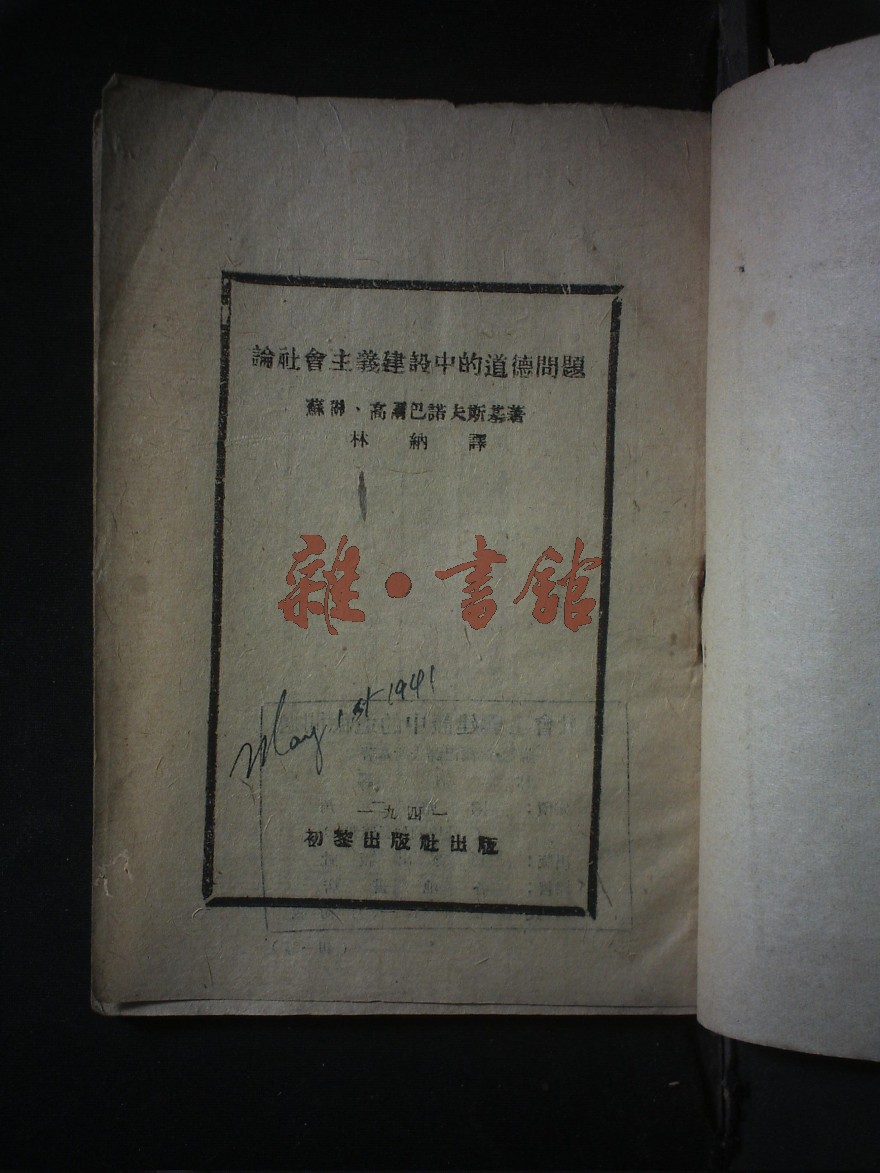 論社會主義建設中的道德問題
蘇聯、高爾巴諾夫斯基著
林納譯
雜·書館
May 1st 1941
一九四一
初黎出版社出版